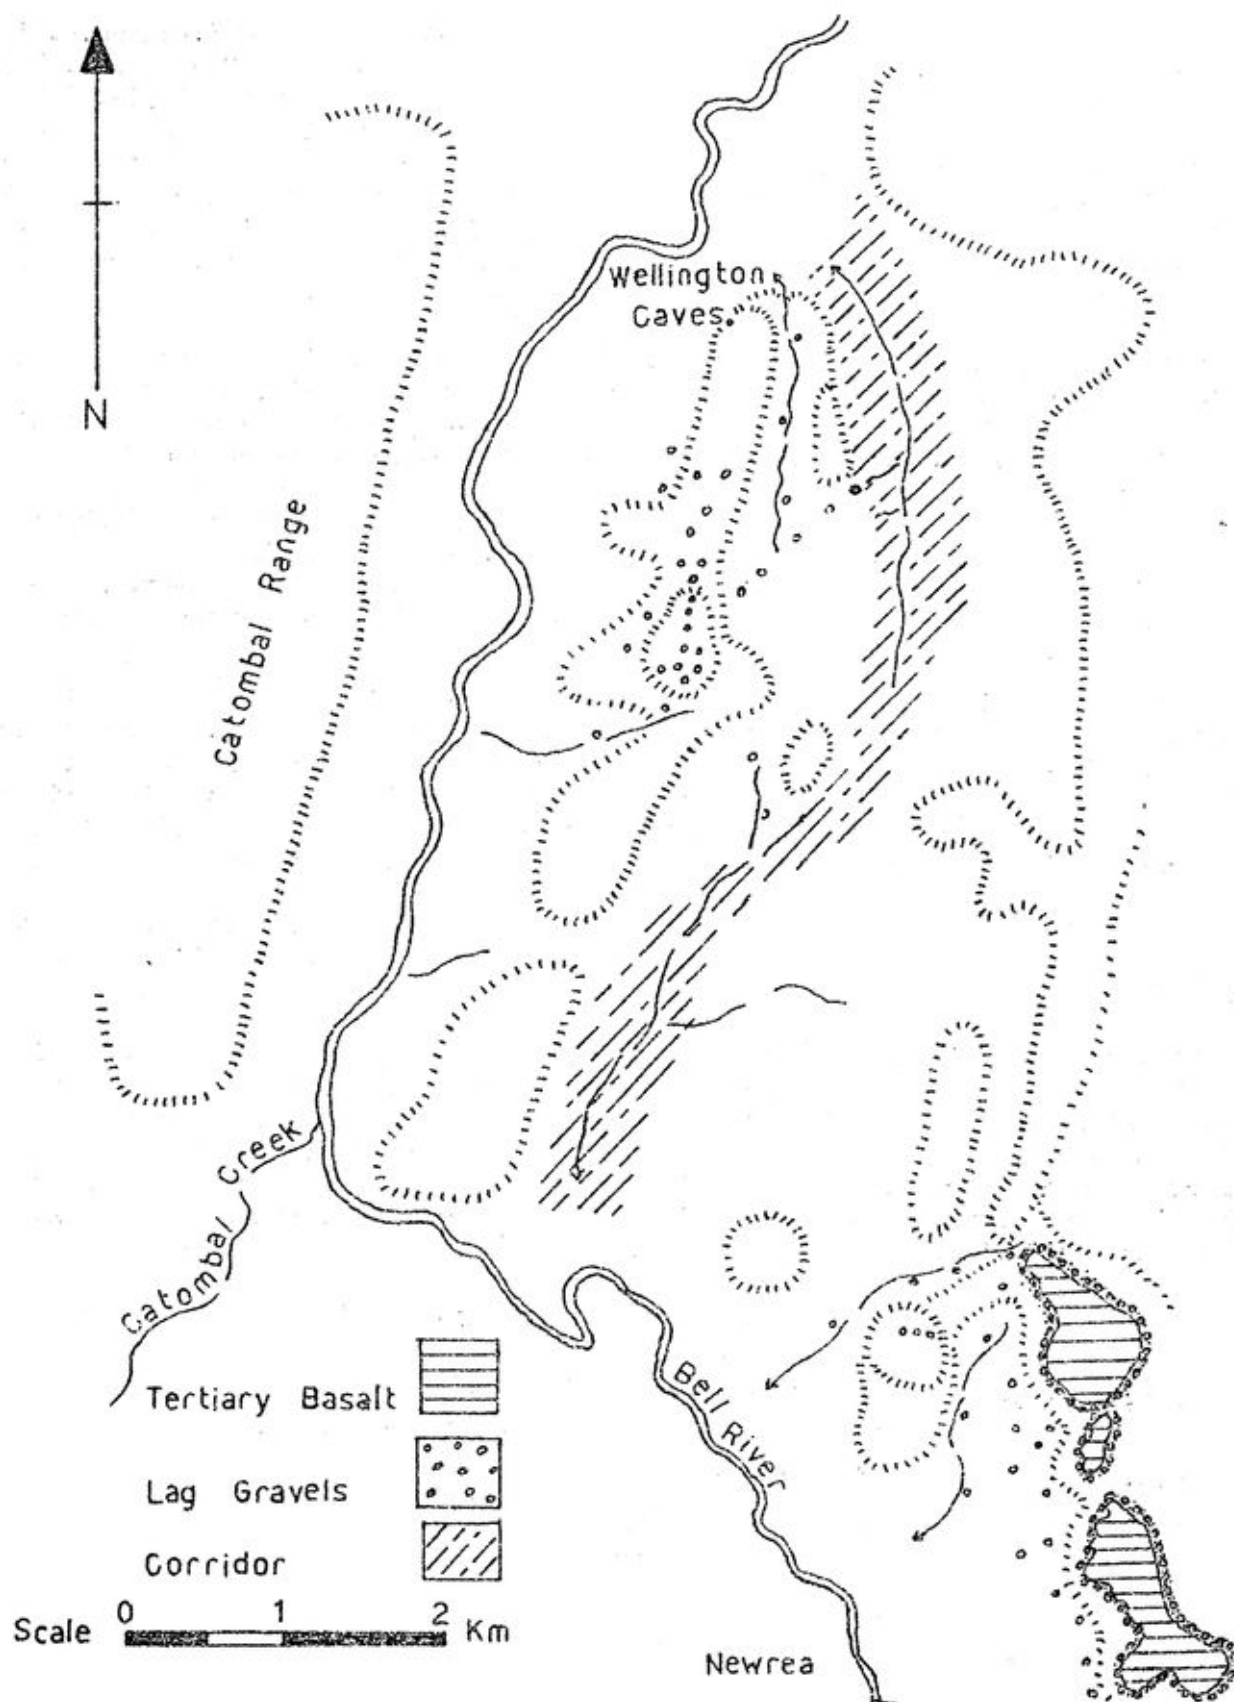 N
Wellington
Caves
Catombal Range
Catombal Creek
Bell River
Tertiary Basalt
Lag Gravels
Corridor
Scale 0 1 2 Km
Newrea